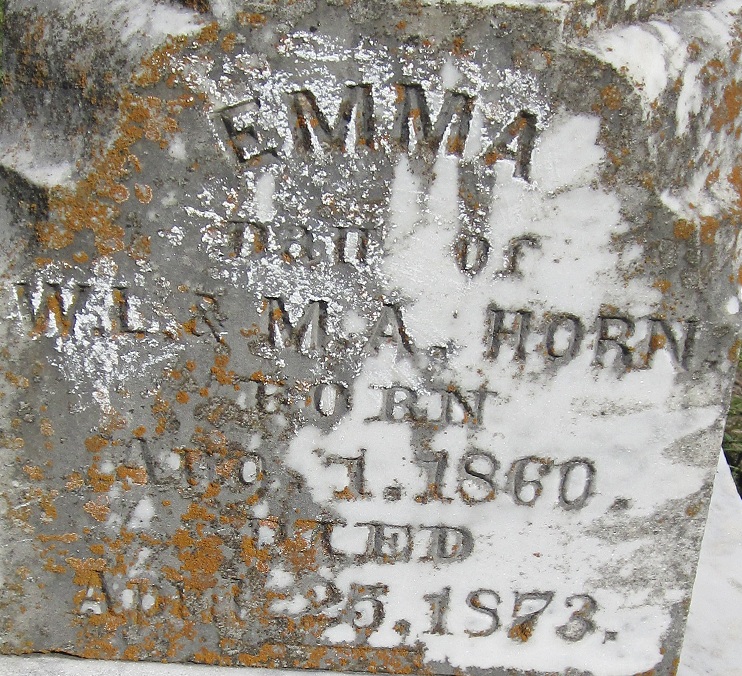 EMMA
Dau of
W.L. & M.A. HORN.
BORN
AUG. 1. 1860.
DIED
APR. 25, 1873.